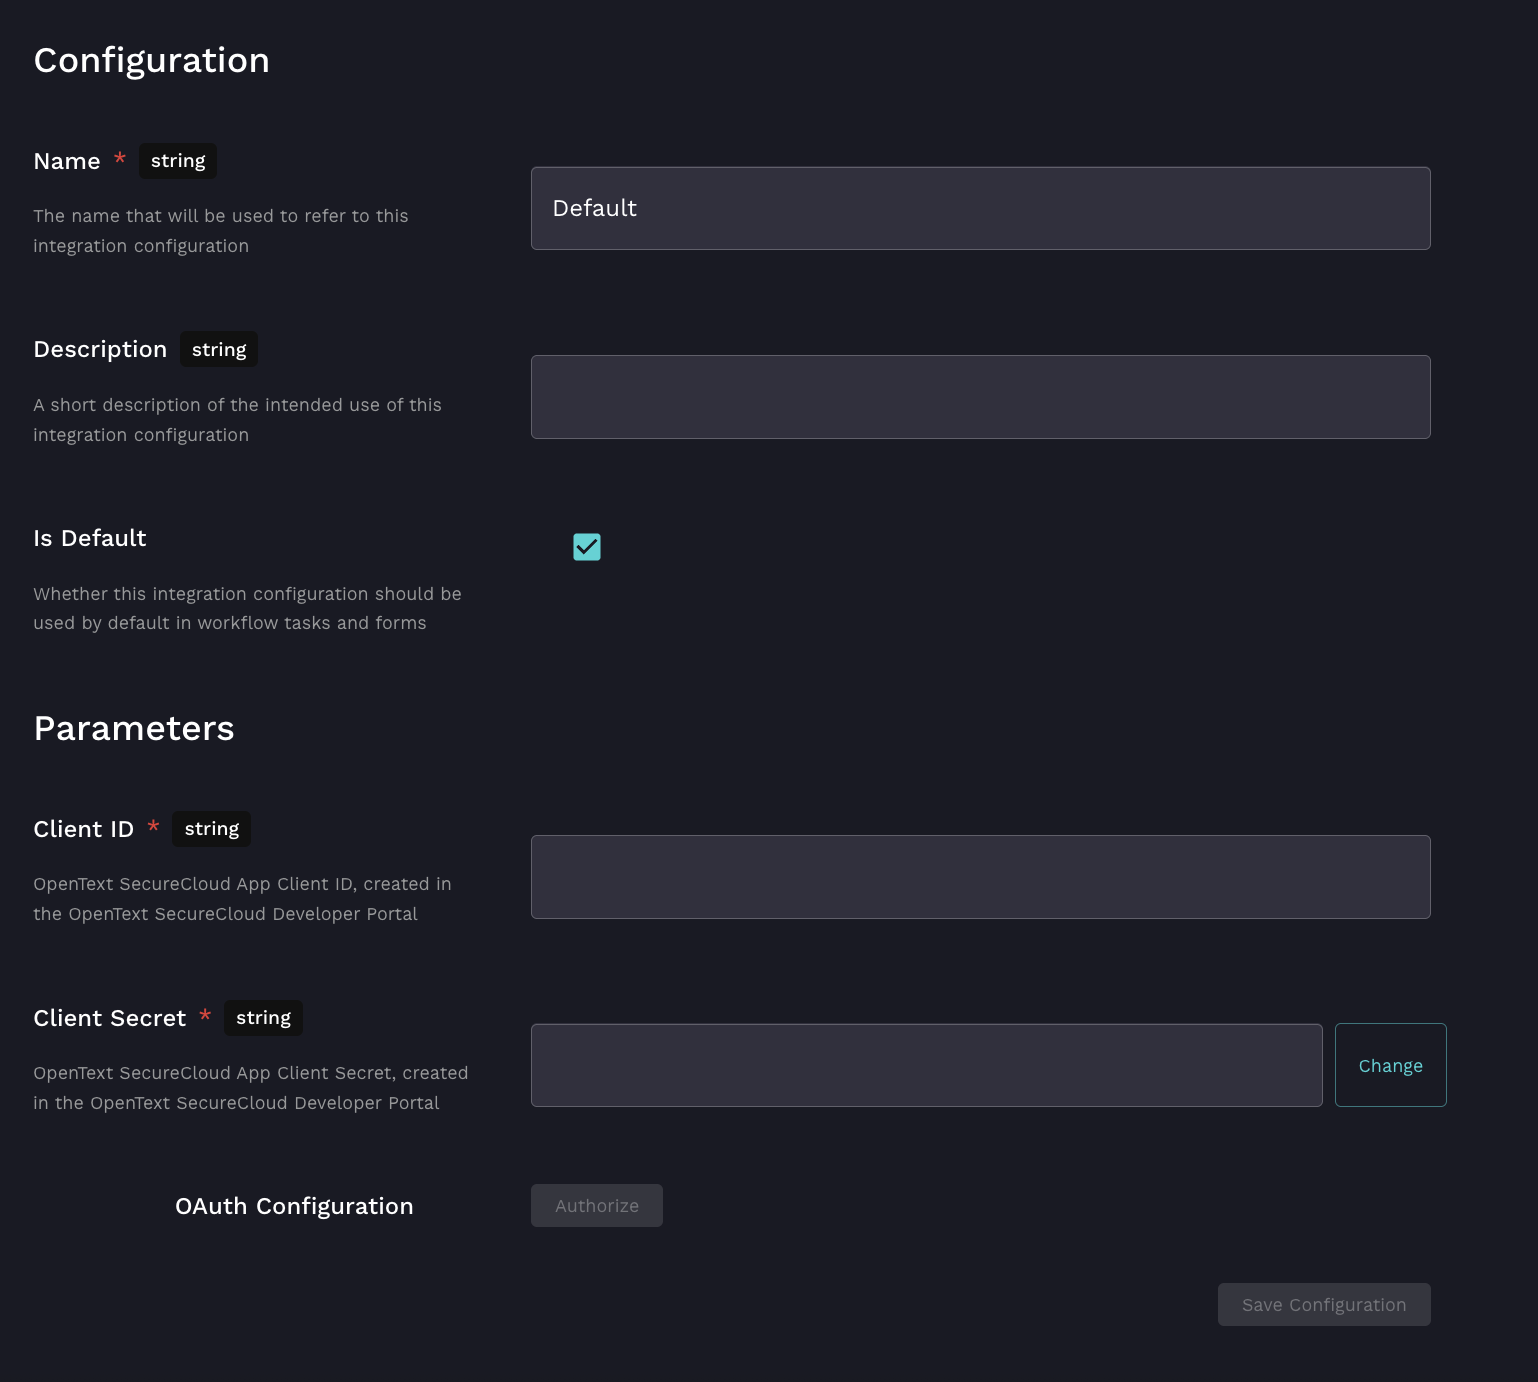 Configuration
Name * string
The name that will be used to refer to this
integration configuration
Default
Description string
A short description of the intended use of this
integration configuration
Is Default
Whether this integration configuration should be
used by default in workflow tasks and forms
Parameters
Client ID * string
OpenText SecureCloud App Client ID, created in
the OpenText SecureCloud Developer Portal
Client Secret * string
OpenText SecureCloud App Client Secret, created
in the OpenText SecureCloud Developer Portal
Change
OAuth Configuration
Authorize
Save Configuration